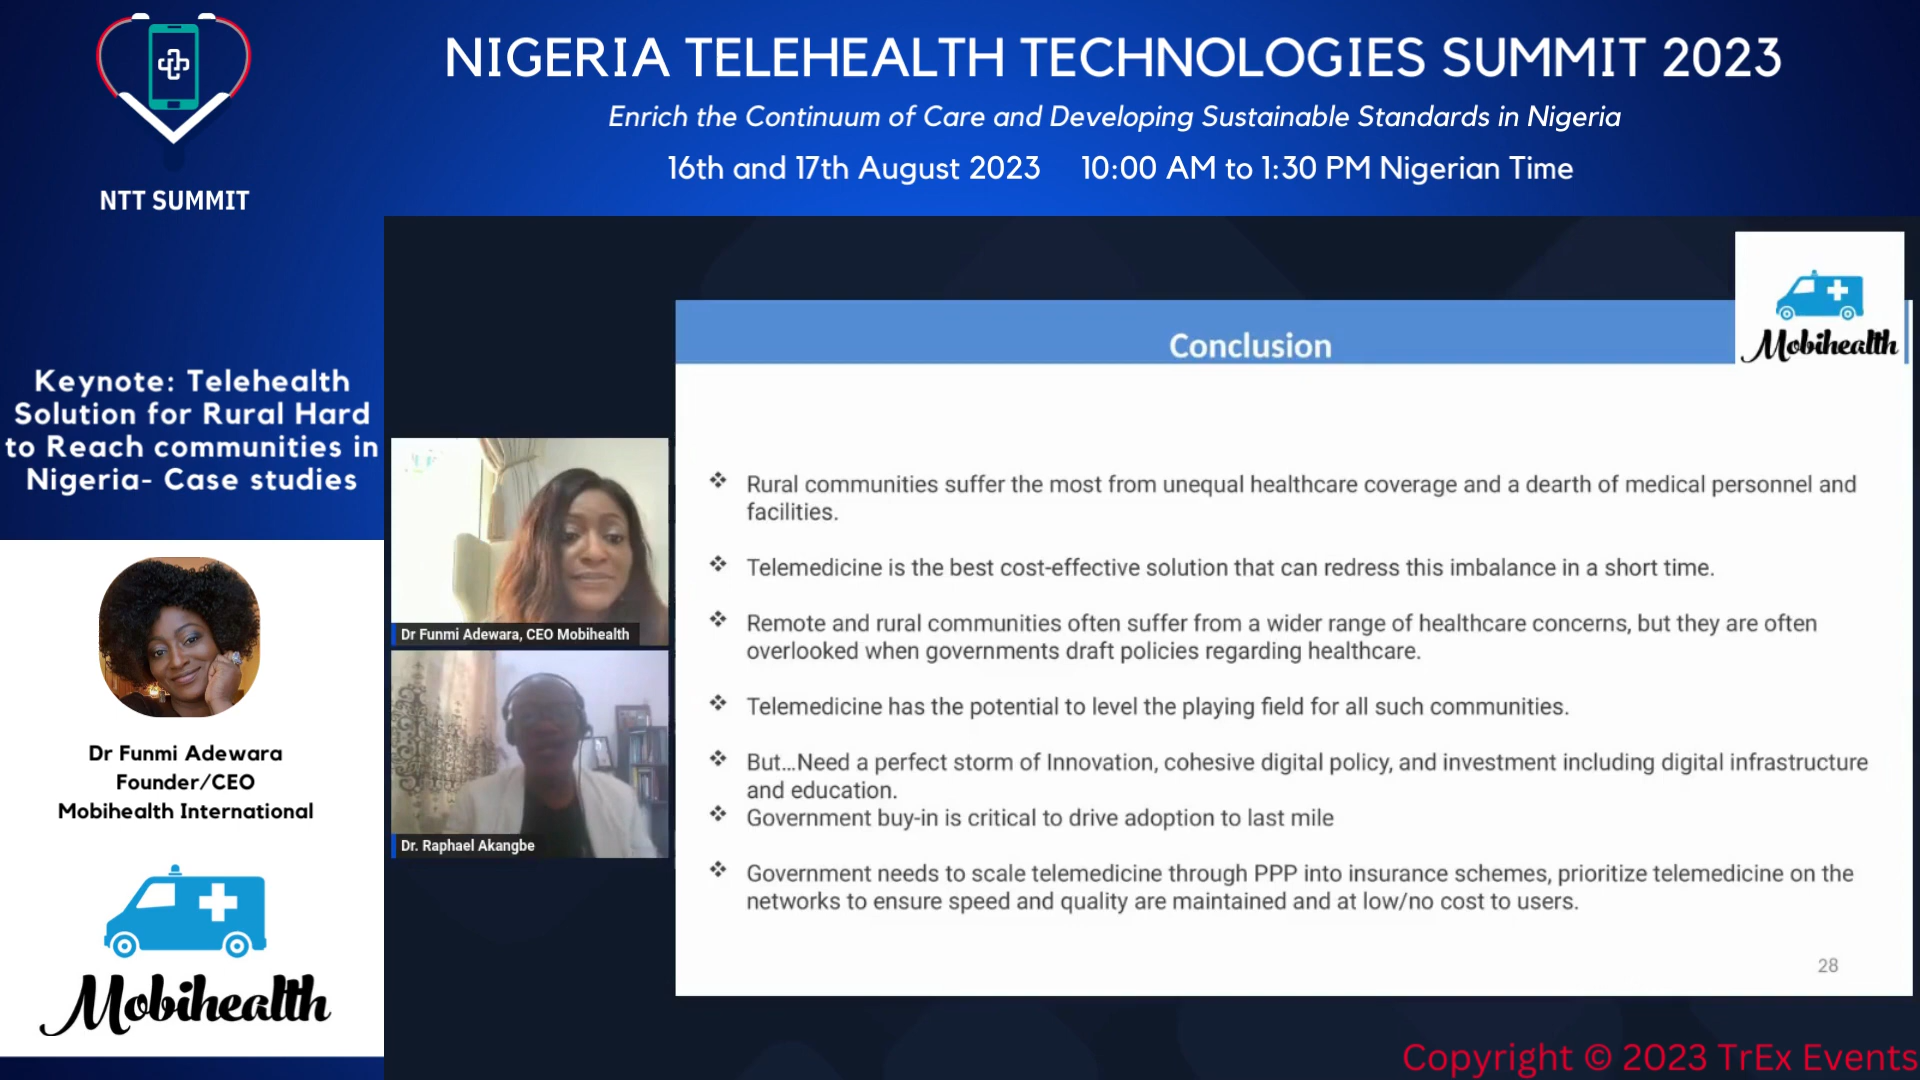 NIGERIA TELEHEALTH TECHNOLOGIES SUMMIT 2023
Enrich the Continuum of Care and Developing Sustainable Standards in Nigeria
16th and 17th August 2023 10:00 AM to 1:30 PM Nigerian Time
NTT SUMMIT
Keynote: Telehealth
Solution for Rural Hard
to Reach communities in
Nigeria- Case studies
Dr Funmi Adewara
Founder/CEO
Mobihealth International
Mobihealth
Dr Funmi Adewara, CEO Mobihealth
Dr. Raphael Akangbe
Conclusion
Mobihealth
❖ Rural communities suffer the most from unequal healthcare coverage and a dearth of medical personnel and
facilities.
❖ Telemedicine is the best cost-effective solution that can redress this imbalance in a short time.
❖ Remote and rural communities often suffer from a wider range of healthcare concerns, but they are often
overlooked when governments draft policies regarding healthcare.
❖ Telemedicine has the potential to level the playing field for all such communities.
❖ But...Need a perfect storm of Innovation, cohesive digital policy, and investment including digital infrastructure
and education.
❖ Government buy-in is critical to drive adoption to last mile
❖ Government needs to scale telemedicine through PPP into insurance schemes, prioritize telemedicine on the
networks to ensure speed and quality are maintained and at low/no cost to users.
28
Copyright © 2023 TrEx Events